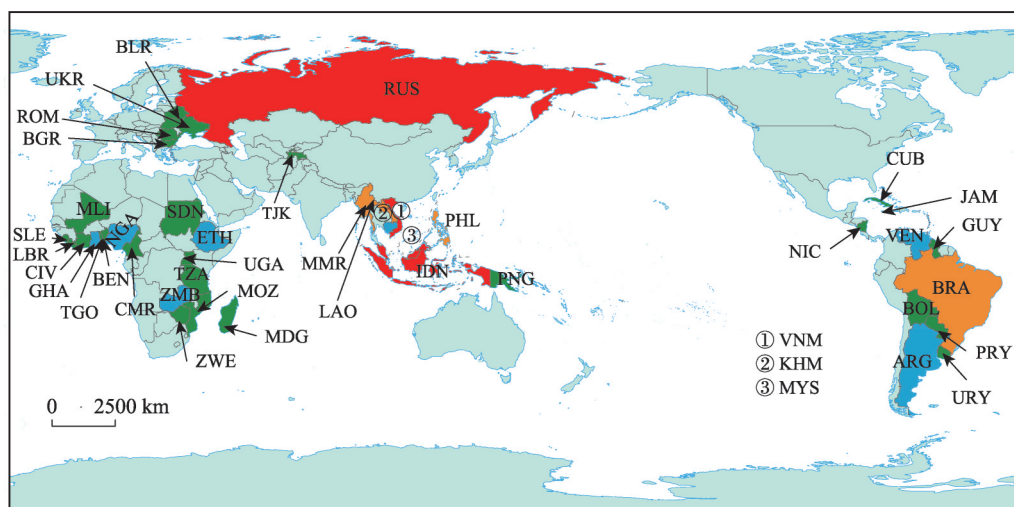 BLR
UKR
RUS
ROM
BGR
CUB
JAM
TJK
MLI
SDN
NGA
ETH
①
②
③
PHL
NIC
VEN
GUY
SLE
LBR
CIV
GHA
TGO
BEN
CMR
UGA
TZA
ZMB
MOZ
MDG
ZWE
MMR
LAO
IDN
PNG
BRA
BOL
ARG
PRY
URY
① VNM
② KHM
③ MYS
0 2500 km